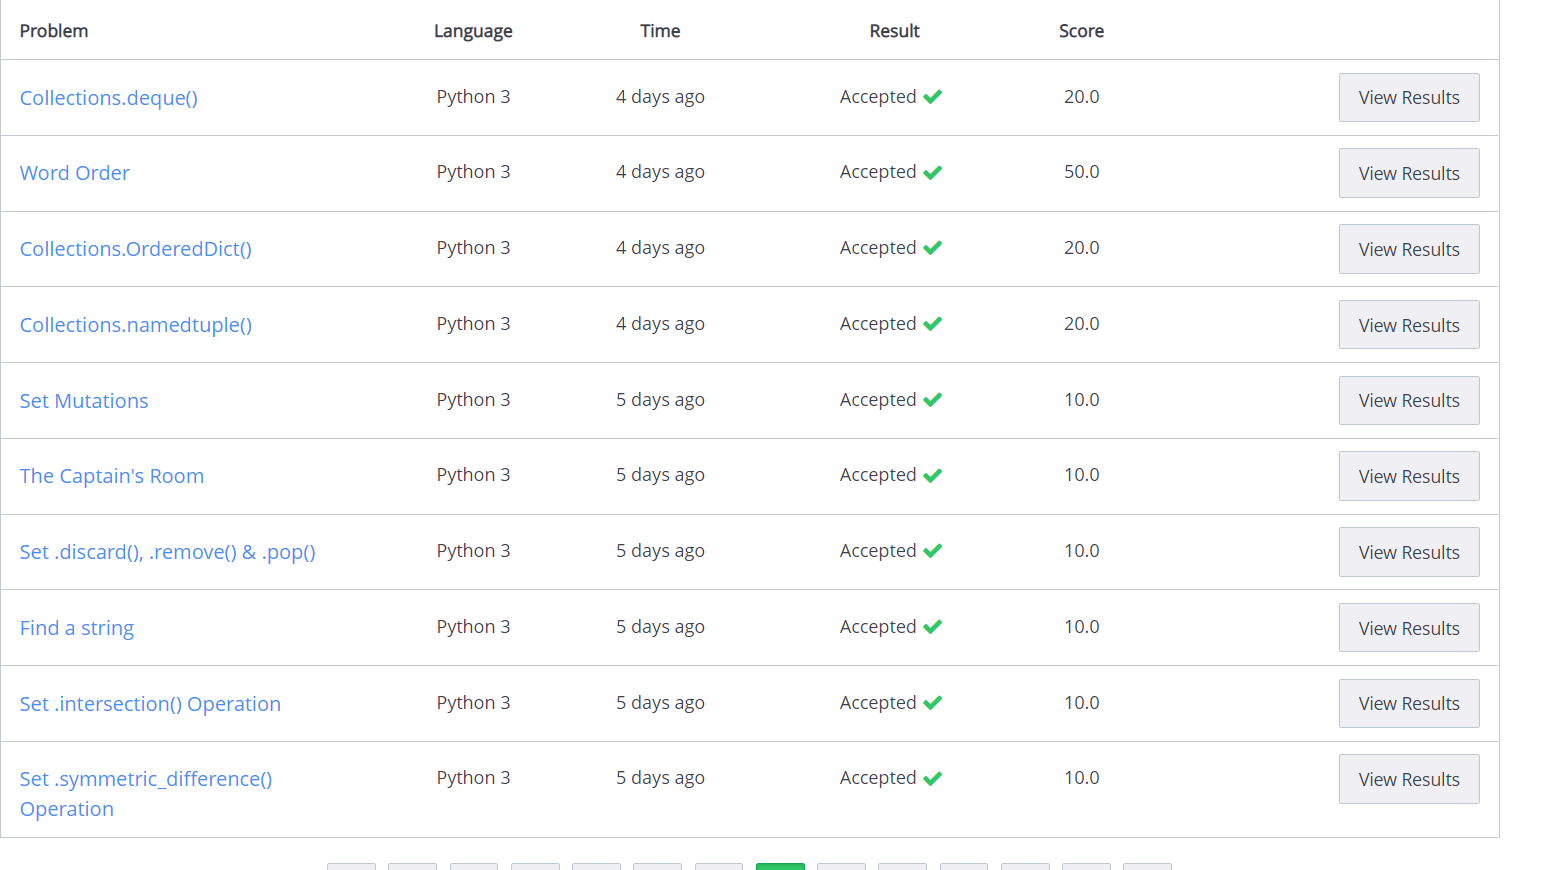 Problem Language Time Result Score
Collections.deque() Python 3 4 days ago Accepted 20.0 View Results
Word Order Python 3 4 days ago Accepted 50.0 View Results
Collections.OrderedDict() Python 3 4 days ago Accepted 20.0 View Results
Collections.namedtuple() Python 3 4 days ago Accepted 20.0 View Results
Set Mutations Python 3 5 days ago Accepted 10.0 View Results
The Captain's Room Python 3 5 days ago Accepted 10.0 View Results
Set .discard(), .remove() & .pop() Python 3 5 days ago Accepted 10.0 View Results
Find a string Python 3 5 days ago Accepted 10.0 View Results
Set .intersection() Operation Python 3 5 days ago Accepted 10.0 View Results
Set .symmetric_difference() Python 3 5 days ago Accepted 10.0 View Results
Operation